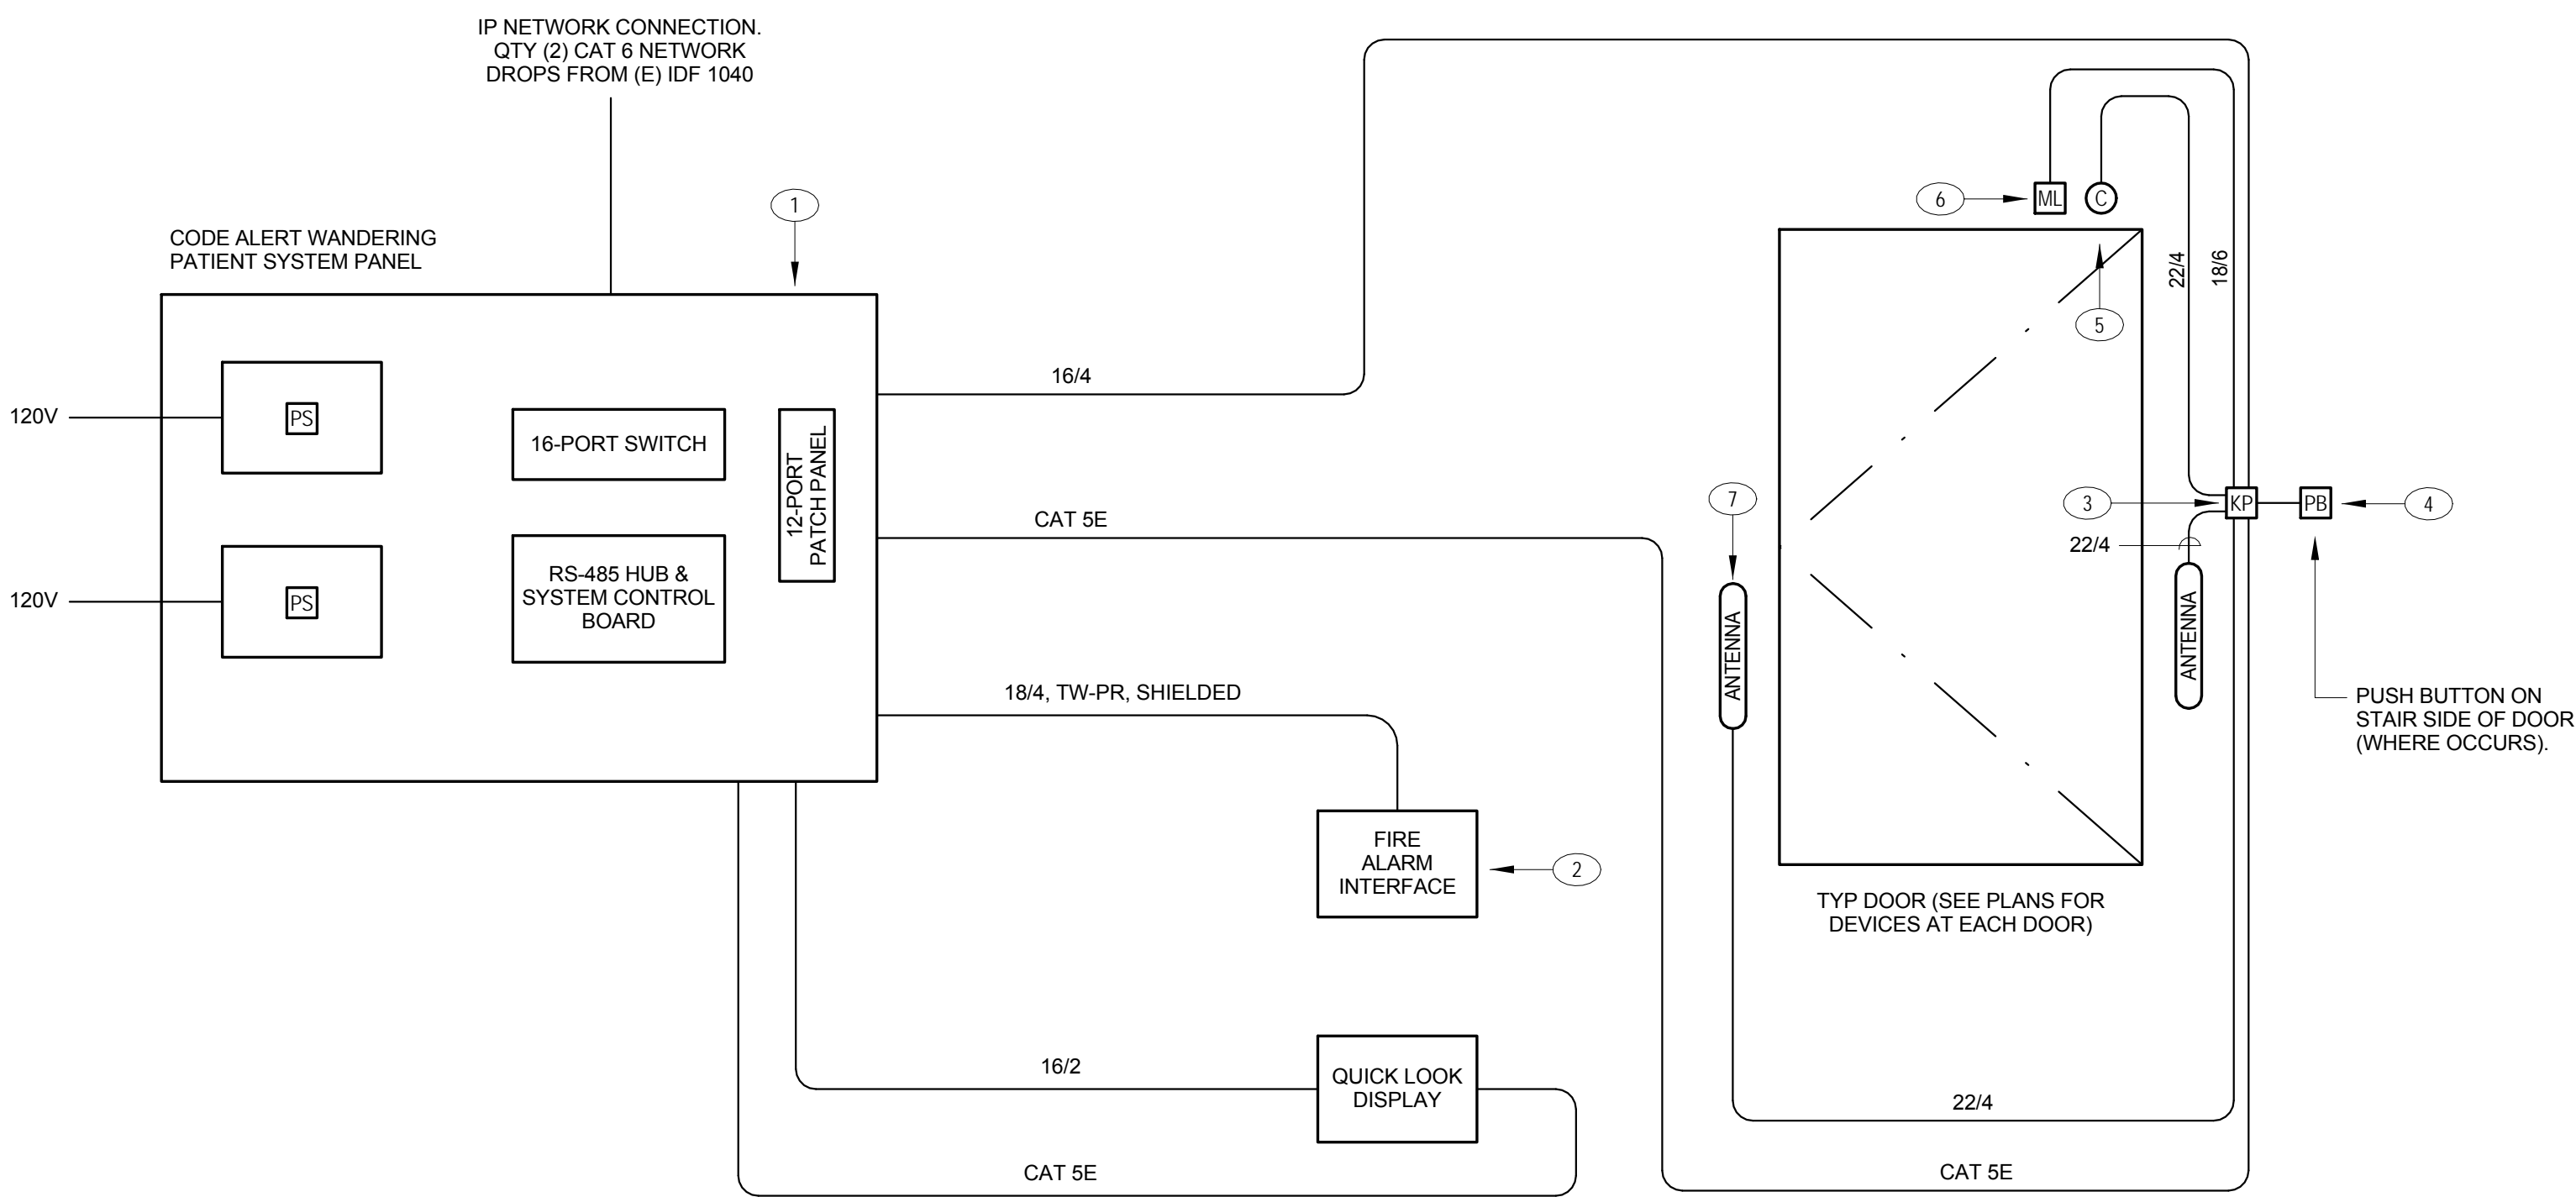 IP NETWORK CONNECTION.
QTY (2) CAT 6 NETWORK
DROPS FROM (E) IDF 1040
CODE ALERT WANDERING
PATIENT SYSTEM PANEL
1
120V
PS
16-PORT SWITCH
12-PORT
PATCH PANEL
120V
PS
RS-485 HUB &
SYSTEM CONTROL
BOARD
16/4
CAT 5E
18/4, TW-PR, SHIELDED
FIRE
ALARM
INTERFACE
2
16/2
QUICK LOOK
DISPLAY
CAT 5E
6
ML
C
5
22/4
18/6
7
ANTENNA
3
KP
PB
4
22/4
ANTENNA
PUSH BUTTON ON
STAIR SIDE OF DOOR
(WHERE OCCURS).
TYP DOOR (SEE PLANS FOR
DEVICES AT EACH DOOR)
22/4
CAT 5E